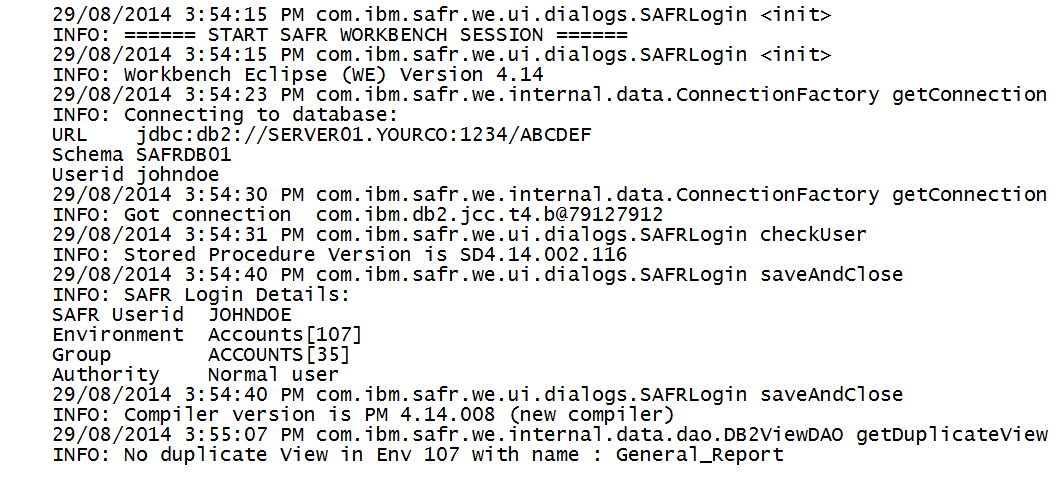 29/08/2014 3:54:15 PM com.ibm.safr.we.ui.dialogs.SAFRLogin <init>
INFO: ====== START SAFR WORKBENCH SESSION ======
29/08/2014 3:54:15 PM com.ibm.safr.we.ui.dialogs.SAFRLogin <init>
INFO: Workbench Eclipse (WE) Version 4.14
29/08/2014 3:54:23 PM com.ibm.safr.we.internal.data.ConnectionFactory getConnection
INFO: Connecting to database:
URL    jdbc:db2://SERVER01.YOURCO:1234/ABCDEF
Schema SAFRDB01
Userid johndoe
29/08/2014 3:54:30 PM com.ibm.safr.we.internal.data.ConnectionFactory getConnection
INFO: Got connection  com.ibm.db2.jcc.t4.b@79127912
29/08/2014 3:54:31 PM com.ibm.safr.we.ui.dialogs.SAFRLogin checkUser
INFO: Stored Procedure Version is SD4.14.002.116
29/08/2014 3:54:40 PM com.ibm.safr.we.ui.dialogs.SAFRLogin saveAndClose
INFO: SAFR Login Details:
SAFR Userid  JOHNDOE
Environment  Accounts[107]
Group        ACCOUNTS[35]
Authority    Normal user
29/08/2014 3:54:40 PM com.ibm.safr.we.ui.dialogs.SAFRLogin saveAndClose
INFO: Compiler version is PM 4.14.008 (new compiler)
29/08/2014 3:55:07 PM com.ibm.safr.we.internal.data.dao.DB2ViewDAO getDuplicateView
INFO: No duplicate View in Env 107 with name : General_Report